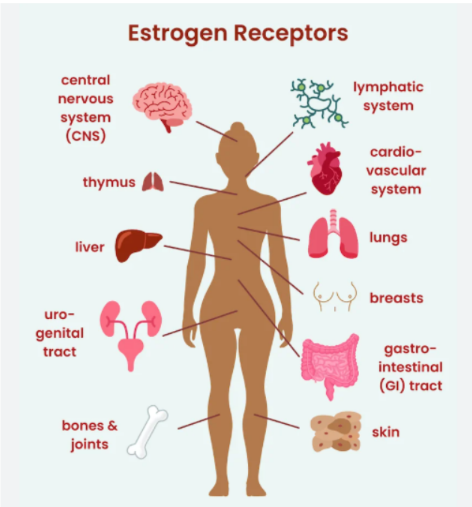 Estrogen Receptors
central
nervous
system
(CNS)
lymphatic
system
thymus
cardio-
vascular
system
liver
lungs
breasts
uro-
genital
tract
gastro-
intestinal
(GI) tract
bones &
joints
skin